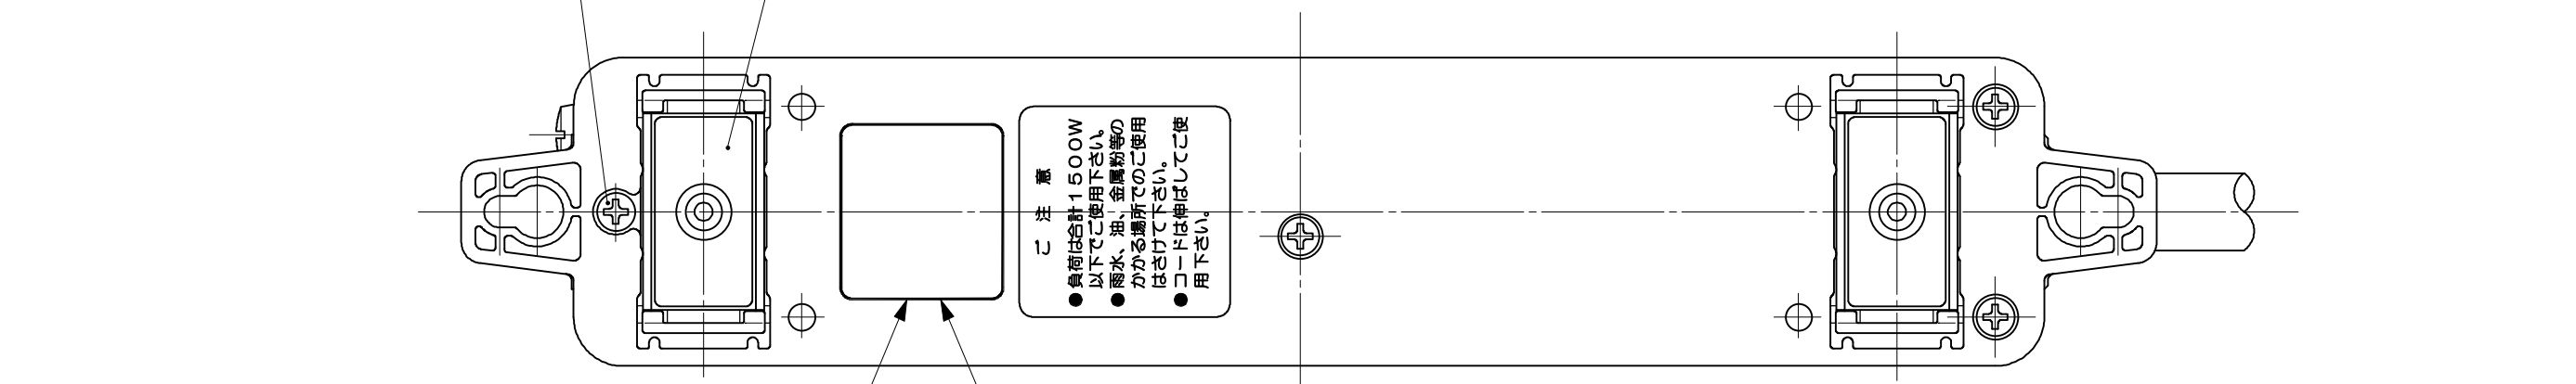 ご注意
●負荷は合計1500W
以下でご使用下さい。
●雨水、油、金属粉等の
かかる場所でのご使用
はさけて下さい。
●コードは伸ばしてご使
用下さい。